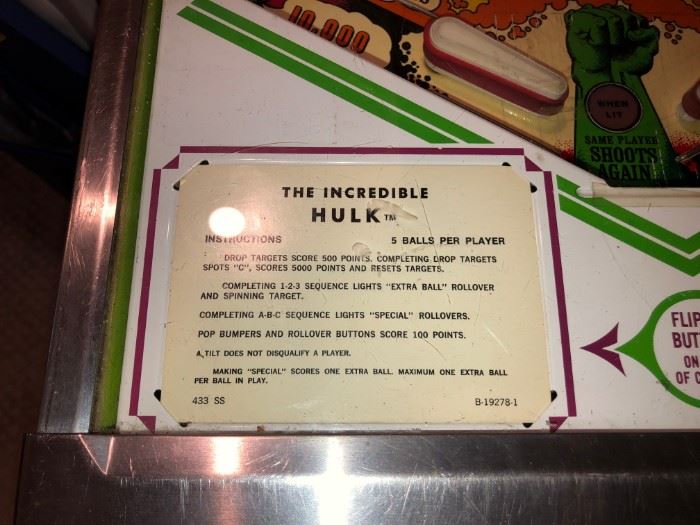 10,000
WHEN
LIT
SAME PLAYER
SHOOTS
AGAIN
THE INCREDIBLE
HULK TM
INSTRUCTIONS 5 BALLS PER PLAYER
DROP TARGETS SCORE 500 POINTS. COMPLETING DROP TARGETS
SPOTS "C", SCORES 5000 POINTS AND RESETS TARGETS.
COMPLETING 1-2-3 SEQUENCE LIGHTS "EXTRA BALL" ROLLOVER
AND SPINNING TARGET.
COMPLETING A-B-C SEQUENCE LIGHTS "SPECIAL" ROLLOVERS.
POP BUMPERS AND ROLLOVER BUTTONS SCORE 100 POINTS.
A TILT DOES NOT DISQUALIFY A PLAYER.
MAKING "SPECIAL" SCORES ONE EXTRA BALL. MAXIMUM ONE EXTRA BALL
PER BALL IN PLAY.
433 SS B-19278-1
FLIP
BUT
ON
OF C